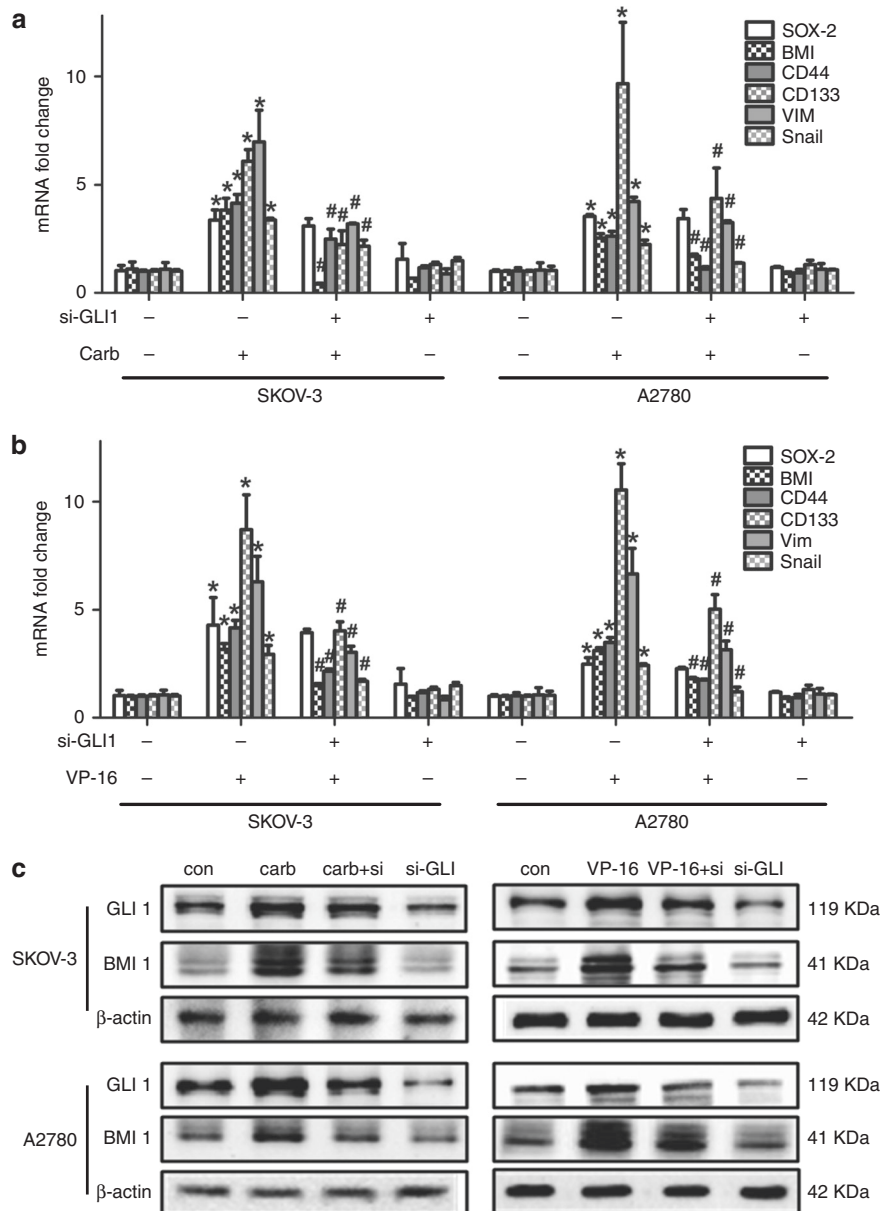 a
mRNA fold change
10
5
0
* * * * * *
# # # # #
* * * * * *
# # # #
SOX-2
BMI
CD44
CD133
VIM
Snail
si-GLI1 – – + + – – + +
Carb – + + – – + + –
SKOV-3 A2780
b
mRNA fold change
10
5
0
* * * * * *
# # # # #
* * * * * *
# # # # #
SOX-2
BMI
CD44
CD133
Vim
Snail
si-GLI1 – – + + – – + +
VP-16 – + + – – + + –
SKOV-3 A2780
c
con carb carb+si si-GLI con VP-16 VP-16+si si-GLI
SKOV-3
GLI 1 119 KDa
BMI 1 41 KDa
β-actin 42 KDa
A2780
GLI 1 119 KDa
BMI 1 41 KDa
β-actin 42 KDa